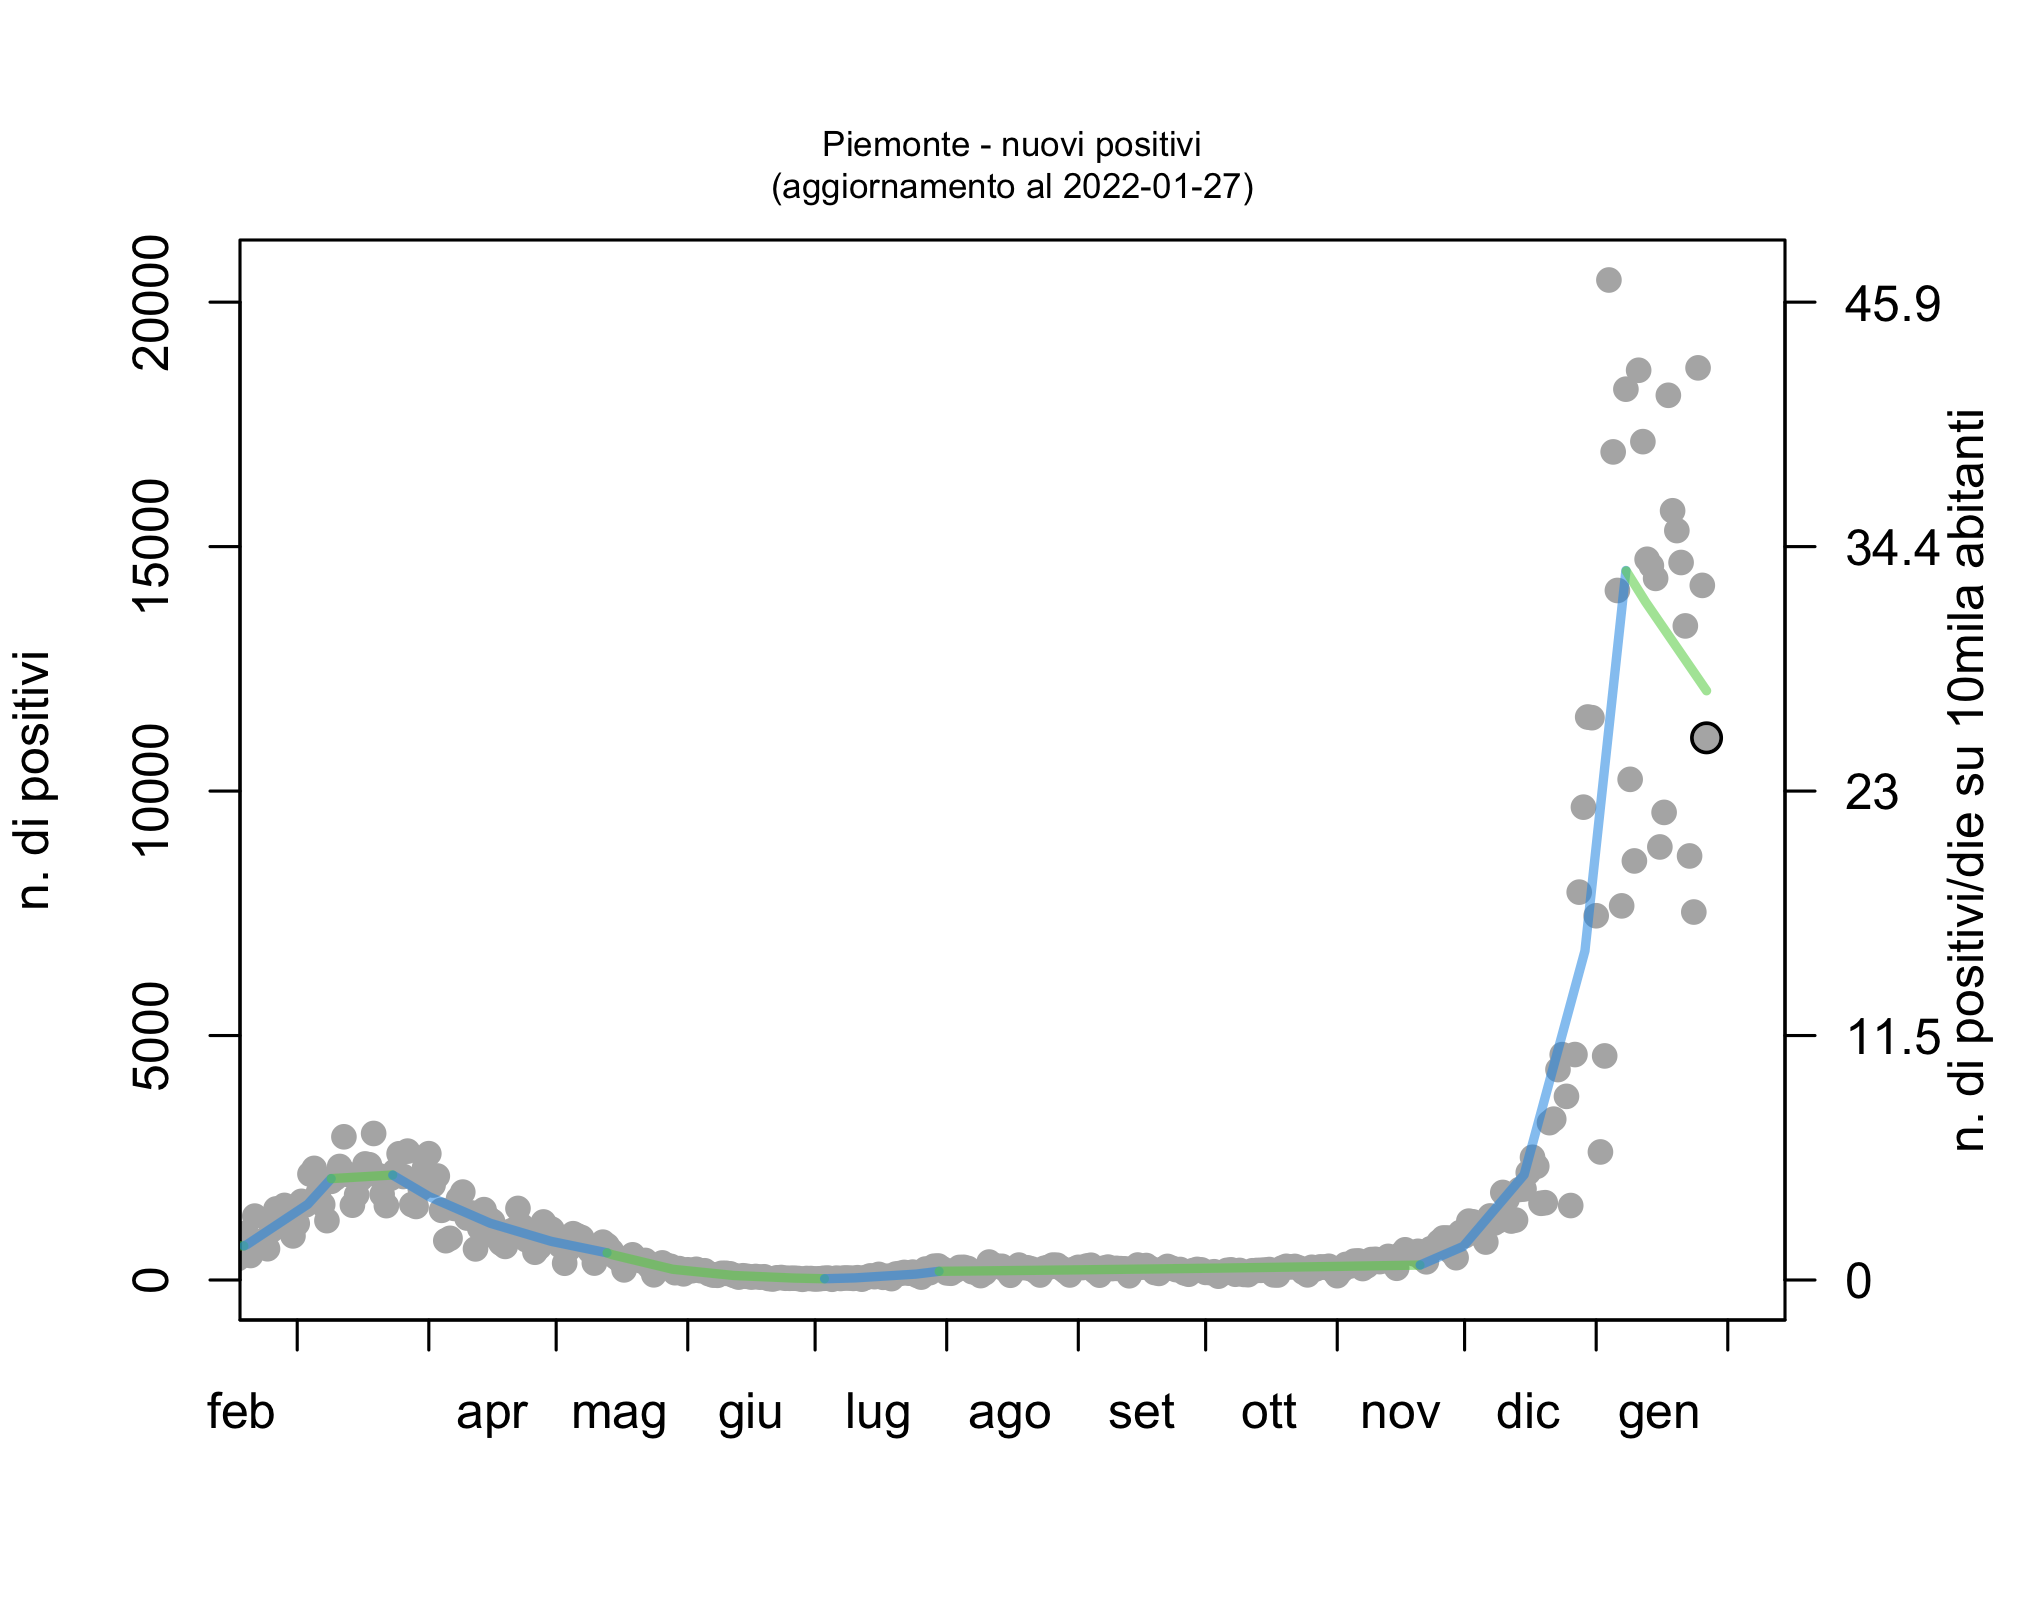 Piemonte - nuovi positivi
(aggiornamento al 2022-01-27)
n. di positivi
20000
15000
10000
5000
0
45.9
34.4
23
11.5
0
n. di positivi/die su 10mila abitanti
feb apr mag giu lug ago set ott nov dic gen